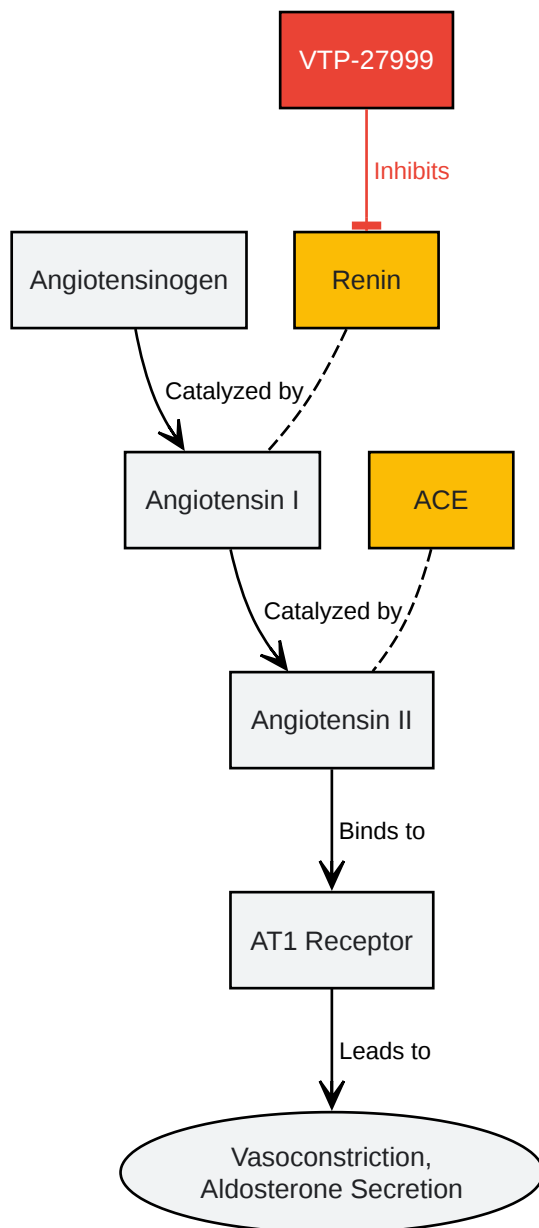 VTP-27999
Inhibits
Angiotensinogen
Renin
Catalyzed by
Angiotensin I
ACE
Catalyzed by
Angiotensin II
Binds to
AT1 Receptor
Leads to
Vasoconstriction,
Aldosterone Secretion